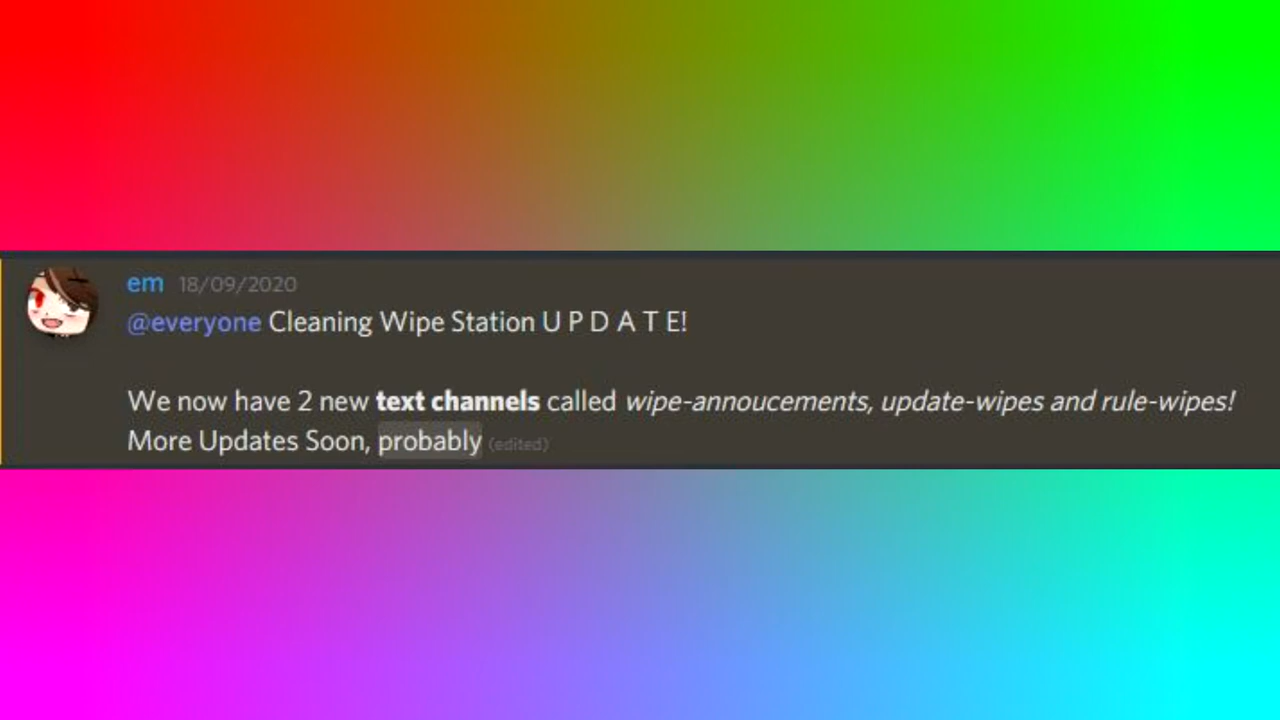 em 18/09/2020
@everyone Cleaning Wipe Station U P D A T E!
We now have 2 new text channels called wipe-annoucements, update-wipes and rule-wipes!
More Updates Soon, probably (edited)